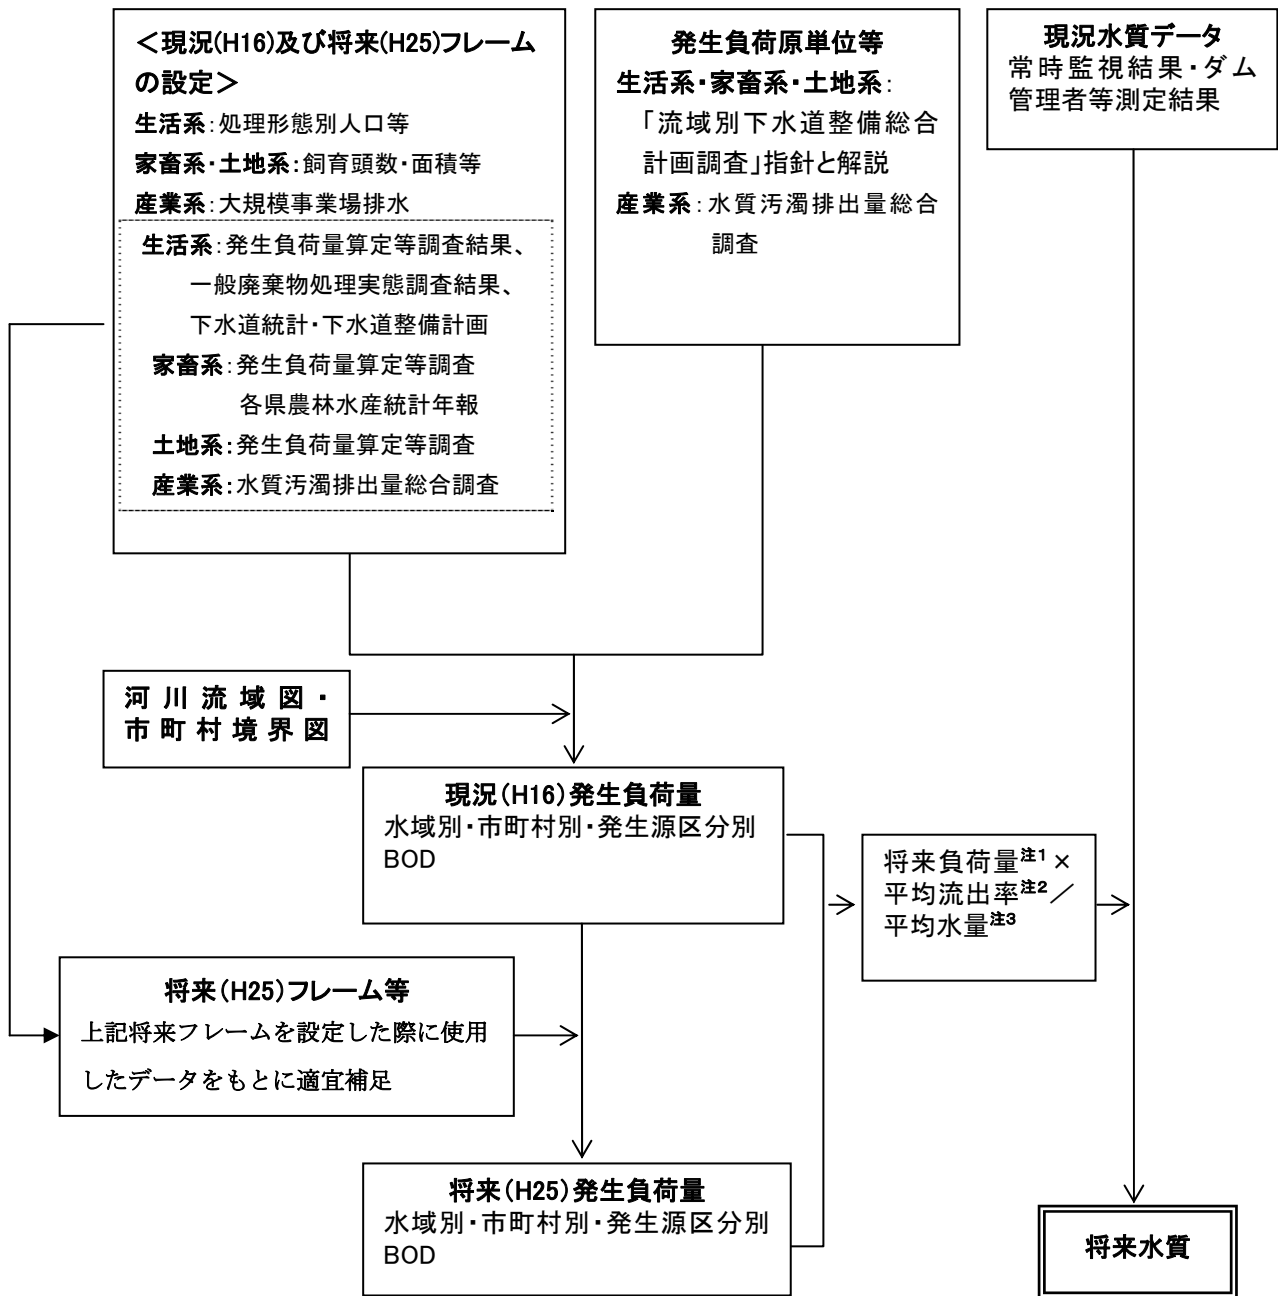 ＜現況(H16)及び将来(H25)フレーム
の設定＞
生活系：処理形態別人口等
家畜系・土地系：飼育頭数・面積等
産業系：大規模事業場排水
生活系：発生負荷量算定等調査結果、
一般廃棄物処理実態調査結果、
下水道統計・下水道整備計画
家畜系：発生負荷量算定等調査
各県農林水産統計年報
土地系：発生負荷量算定等調査
産業系：水質汚濁排出量総合調査
発生負荷原単位等
生活系・家畜系・土地系：
「流域別下水道整備総合
計画調査」指針と解説
産業系：水質汚濁排出量総合
調査
現況水質データ
常時監視結果・ダム
管理者等測定結果
河川流域図・
市町村境界図
現況(H16)発生負荷量
水域別・市町村別・発生源区分別
BOD
将来負荷量注1×
平均流出率注2／
平均水量注3
将来(H25)フレーム等
上記将来フレームを設定した際に使用
したデータをもとに適宜補足
将来(H25)発生負荷量
水域別・市町村別・発生源区分別
BOD
将来水質